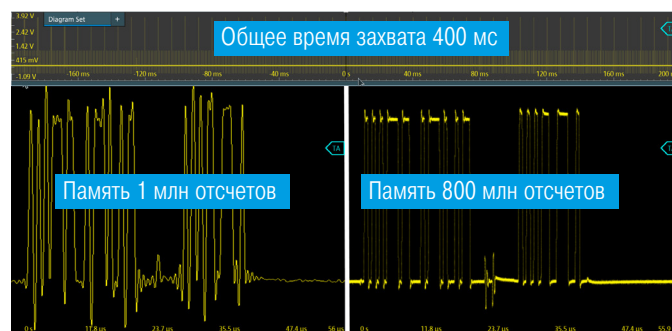 3.92 V
Diagram Set +
2.42 V
Общее время захвата 400 мс
1.42 V
415 mV
-1.09 V
-160 ms -120 ms -80 ms -40 ms 0 s 40 ms 80 ms 120 ms 160 ms 200 ms
TA
Память 1 млн отсчетов Память 800 млн отсчетов
0 s 11.8 µs 23.7 µs 35.5 µs 47.4 µs 56 µs 0 s 11.8 µs 23.7 µs 35.5 µs 47.4 µs